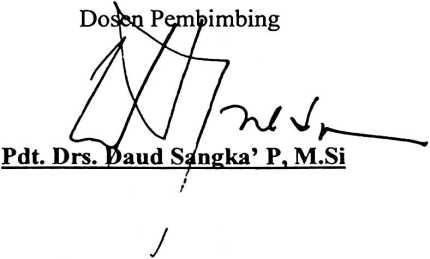 Dosen Pembimbing
Pdt. Drs. Daud Sangka' P, M.Si